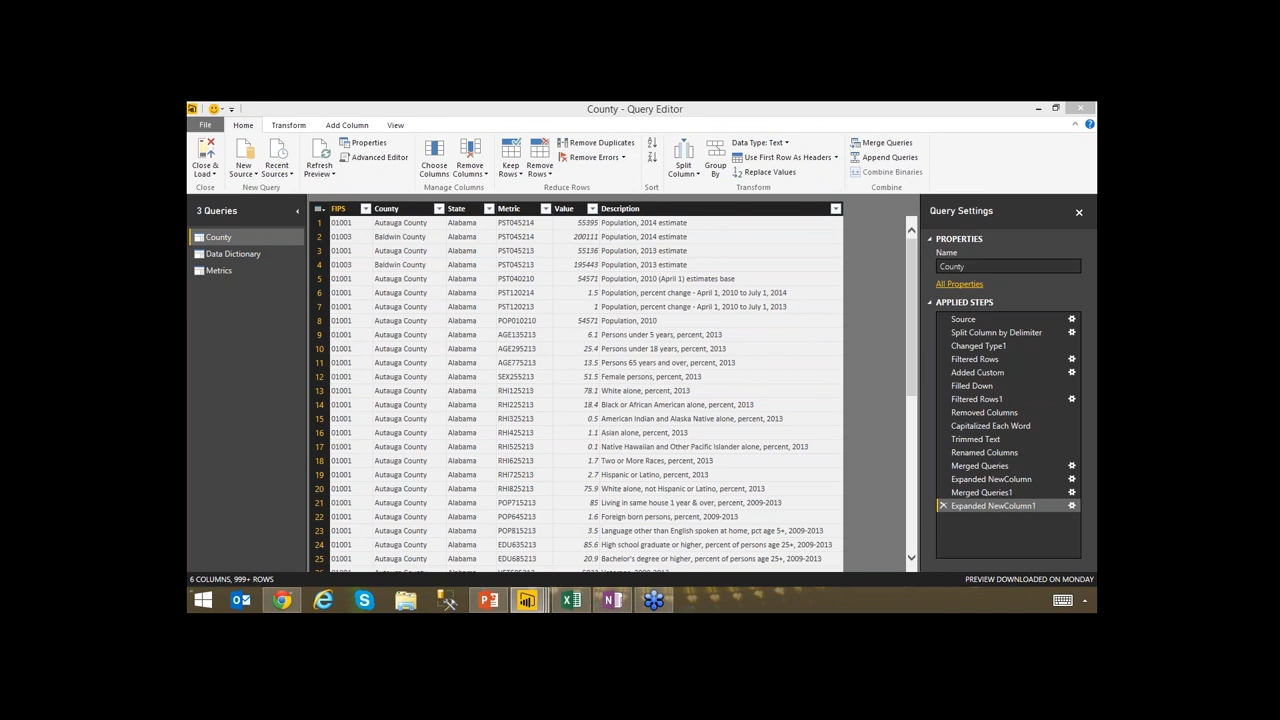 County - Query Editor
File Home Transform Add Column View
Close & Load
New Source
Recent Sources
Refresh Preview
Properties
Advanced Editor
Choose Columns
Remove Columns
Keep Rows
Remove Rows
Remove Duplicates
Remove Errors
Split Column
Group By
Data Type: Text
Use First Row As Headers
Replace Values
Merge Queries
Append Queries
Combine Binaries
Close New Query Manage Columns Reduce Rows Sort Transform Combine
3 Queries
County
Data Dictionary
Metrics
FIPS County State Metric Value Description
1 01001 Autauga County Alabama PST045214 55395 Population, 2014 estimate
2 01003 Baldwin County Alabama PST045214 200111 Population, 2014 estimate
3 01001 Autauga County Alabama PST045213 55136 Population, 2013 estimate
4 01003 Baldwin County Alabama PST045213 195443 Population, 2013 estimate
5 01001 Autauga County Alabama PST040210 54571 Population, 2010 (April 1) estimates base
6 01001 Autauga County Alabama PST120214 1.5 Population, percent change - April 1, 2010 to July 1, 2014
7 01001 Autauga County Alabama PST120213 1 Population, percent change - April 1, 2010 to July 1, 2013
8 01001 Autauga County Alabama POP010210 54571 Population, 2010
9 01001 Autauga County Alabama AGE135213 6.1 Persons under 5 years, percent, 2013
10 01001 Autauga County Alabama AGE295213 25.4 Persons under 18 years, percent, 2013
11 01001 Autauga County Alabama AGE775213 13.5 Persons 65 years and over, percent, 2013
12 01001 Autauga County Alabama SEX255213 51.5 Female persons, percent, 2013
13 01001 Autauga County Alabama RHI125213 78.1 White alone, percent, 2013
14 01001 Autauga County Alabama RHI225213 18.4 Black or African American alone, percent, 2013
15 01001 Autauga County Alabama RHI325213 0.5 American Indian and Alaska Native alone, percent, 2013
16 01001 Autauga County Alabama RHI425213 1.1 Asian alone, percent, 2013
17 01001 Autauga County Alabama RHI525213 0.1 Native Hawaiian and Other Pacific Islander alone, percent, 2013
18 01001 Autauga County Alabama RHI625213 1.7 Two or More Races, percent, 2013
19 01001 Autauga County Alabama RHI725213 2.7 Hispanic or Latino, percent, 2013
20 01001 Autauga County Alabama RHI825213 75.9 White alone, not Hispanic or Latino, percent, 2013
21 01001 Autauga County Alabama POP715213 85 Living in same house 1 year & over, percent, 2009-2013
22 01001 Autauga County Alabama POP645213 1.6 Foreign born persons, percent, 2009-2013
23 01001 Autauga County Alabama POP815213 3.5 Language other than English spoken at home, pct age 5+, 2009-2013
24 01001 Autauga County Alabama EDU635213 85.6 High school graduate or higher, percent of persons age 25+, 2009-2013
25 01001 Autauga County Alabama EDU685213 20.9 Bachelor's degree or higher, percent of persons age 25+, 2009-2013
Query Settings
PROPERTIES
Name
County
All Properties
APPLIED STEPS
Source
Split Column by Delimiter
Changed Type1
Filtered Rows
Added Custom
Filled Down
Filtered Rows1
Removed Columns
Capitalized Each Word
Trimmed Text
Renamed Columns
Merged Queries
Expanded NewColumn
Merged Queries1
Expanded NewColumn1
6 COLUMNS, 999+ ROWS
PREVIEW DOWNLOADED ON MONDAY